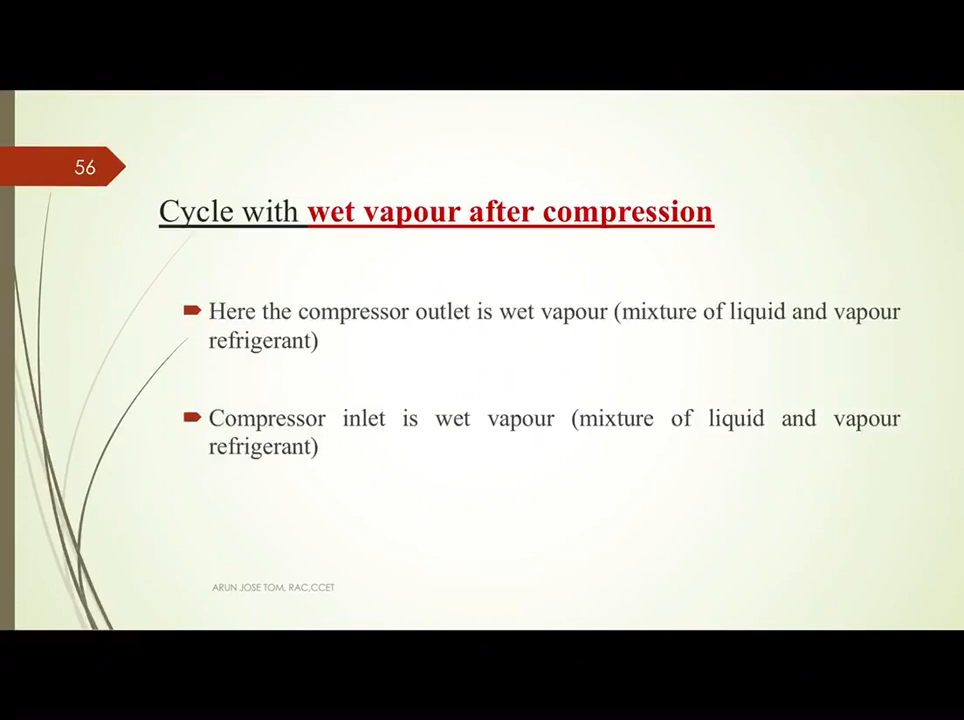 56
Cycle with wet vapour after compression
Here the compressor outlet is wet vapour (mixture of liquid and vapour
refrigerant)
Compressor inlet is wet vapour (mixture of liquid and vapour
refrigerant)
ARUN JOSE TOM, RAC,CCET